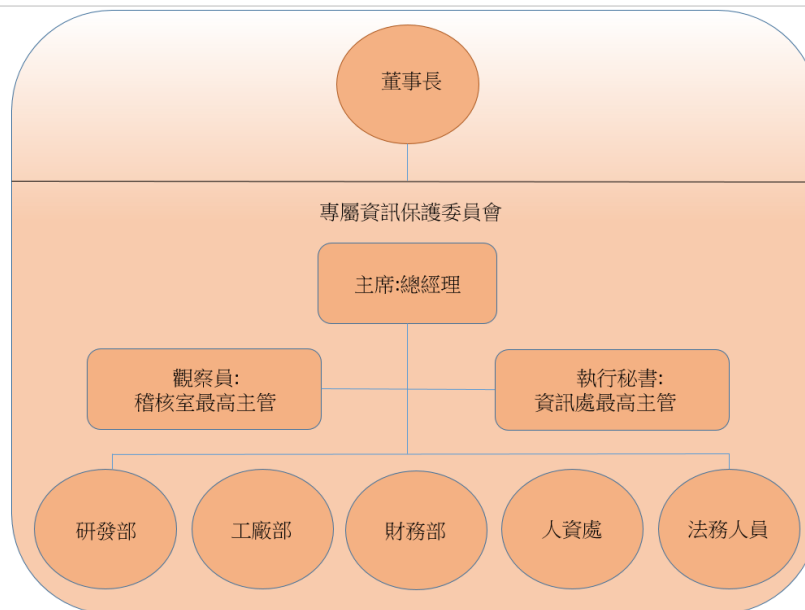 董事長
專屬資訊保護委員會
主席:總經理
觀察員:
稽核室最高主管
執行秘書:
資訊處最高主管
研發部
工廠部
財務部
人資處
法務人員